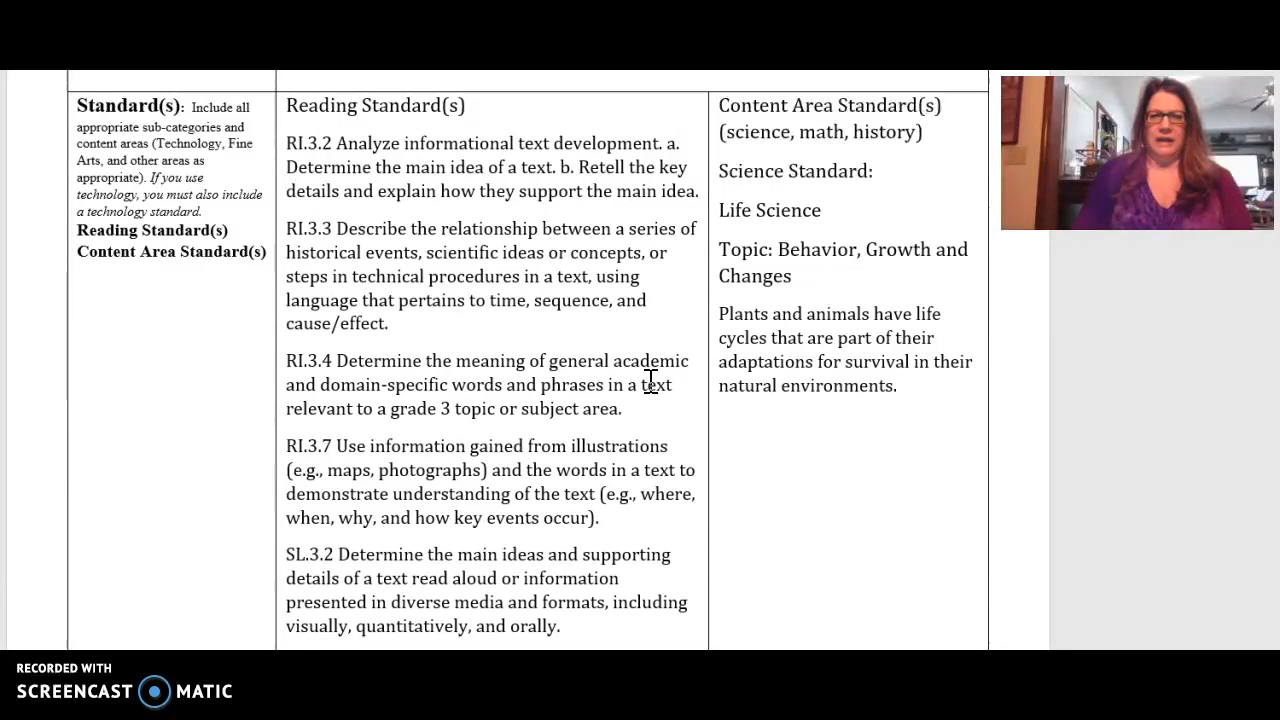 Standard(s): Include all
appropriate sub-categories and
content areas (Technology, Fine
Arts, and other areas as
appropriate). If you use
technology, you must also include
a technology standard.
Reading Standard(s)
Content Area Standard(s)
Reading Standard(s)
RI.3.2 Analyze informational text development. a.
Determine the main idea of a text. b. Retell the key
details and explain how they support the main idea.
RI.3.3 Describe the relationship between a series of
historical events, scientific ideas or concepts, or
steps in technical procedures in a text, using
language that pertains to time, sequence, and
cause/effect.
RI.3.4 Determine the meaning of general academic
and domain-specific words and phrases in a text
relevant to a grade 3 topic or subject area.
RI.3.7 Use information gained from illustrations
(e.g., maps, photographs) and the words in a text to
demonstrate understanding of the text (e.g., where,
when, why, and how key events occur).
SL.3.2 Determine the main ideas and supporting
details of a text read aloud or information
presented in diverse media and formats, including
visually, quantitatively, and orally.
Content Area Standard(s)
(science, math, history)
Science Standard:
Life Science
Topic: Behavior, Growth and
Changes
Plants and animals have life
cycles that are part of their
adaptations for survival in their
natural environments.
RECORDED WITH
SCREENCAST MATIC